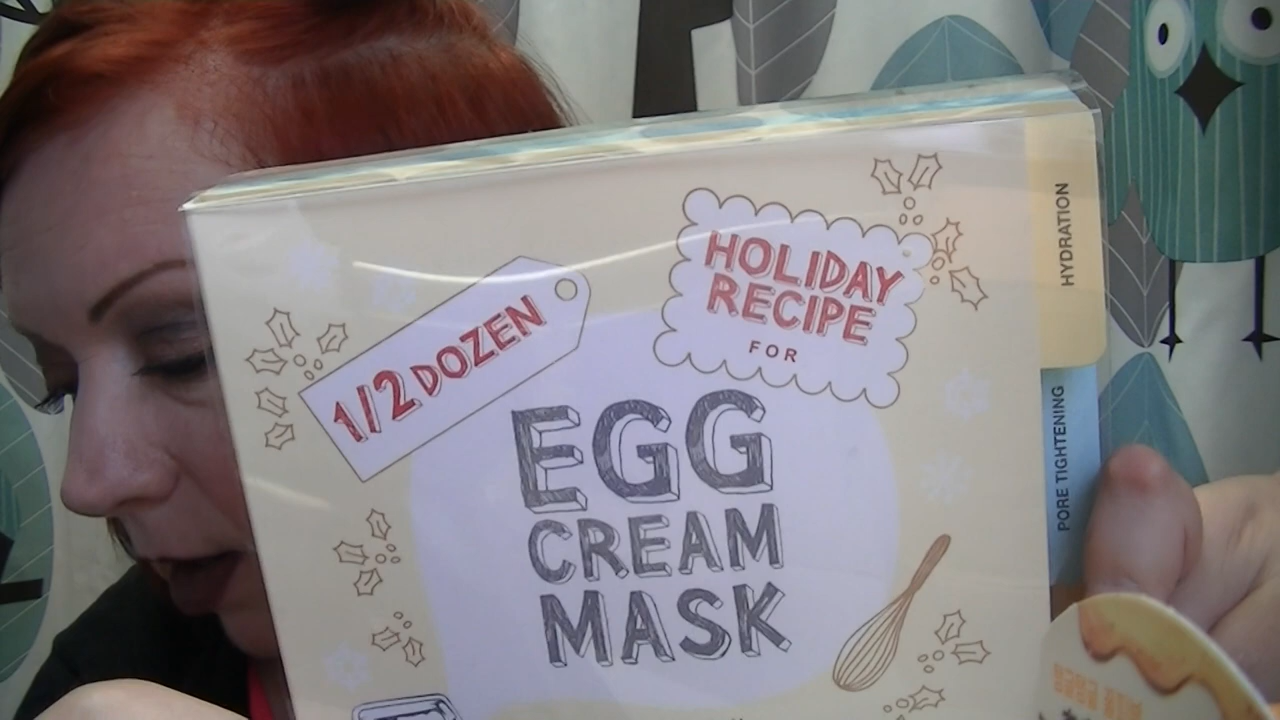 1/2 DOZEN
HOLIDAY
RECIPE
FOR
EGG
CREAM
MASK
HYDRATION
PORE TIGHTENING